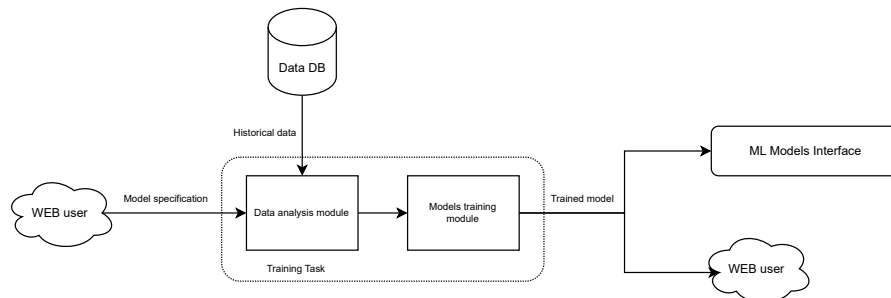 Data DB
Historical data
ML Models Interface
WEB user
Model specification
Data analysis module
Models training
module
Trained model
Training Task
WEB user